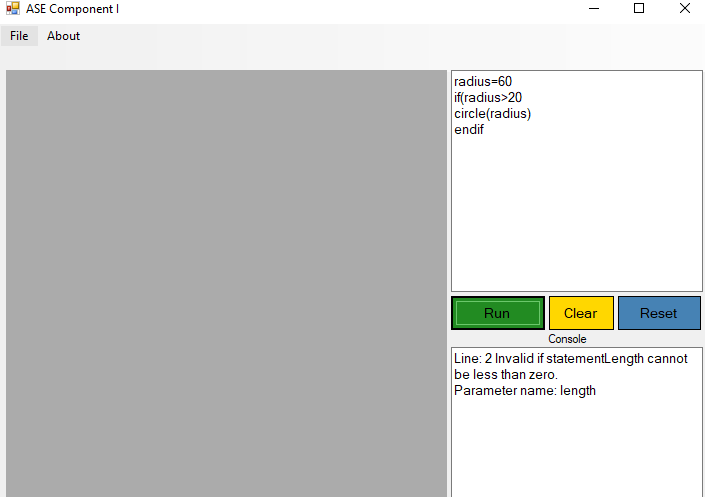 ASE Component I
File About
radius=60
if(radius>20
circle(radius)
endif
Run Clear Reset
Console
Line: 2 Invalid if statementLength cannot
be less than zero.
Parameter name: length